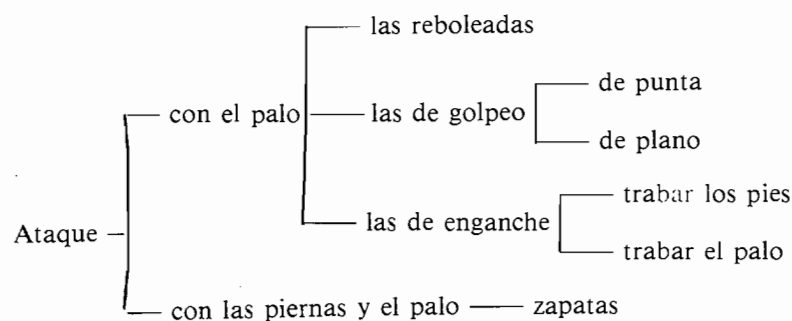 las reboleadas
de punta
con el palo
las de golpeo
de plano
trabar los pies
Ataque
las de enganche
trabar el palo
con las piernas y el palo
zapatas